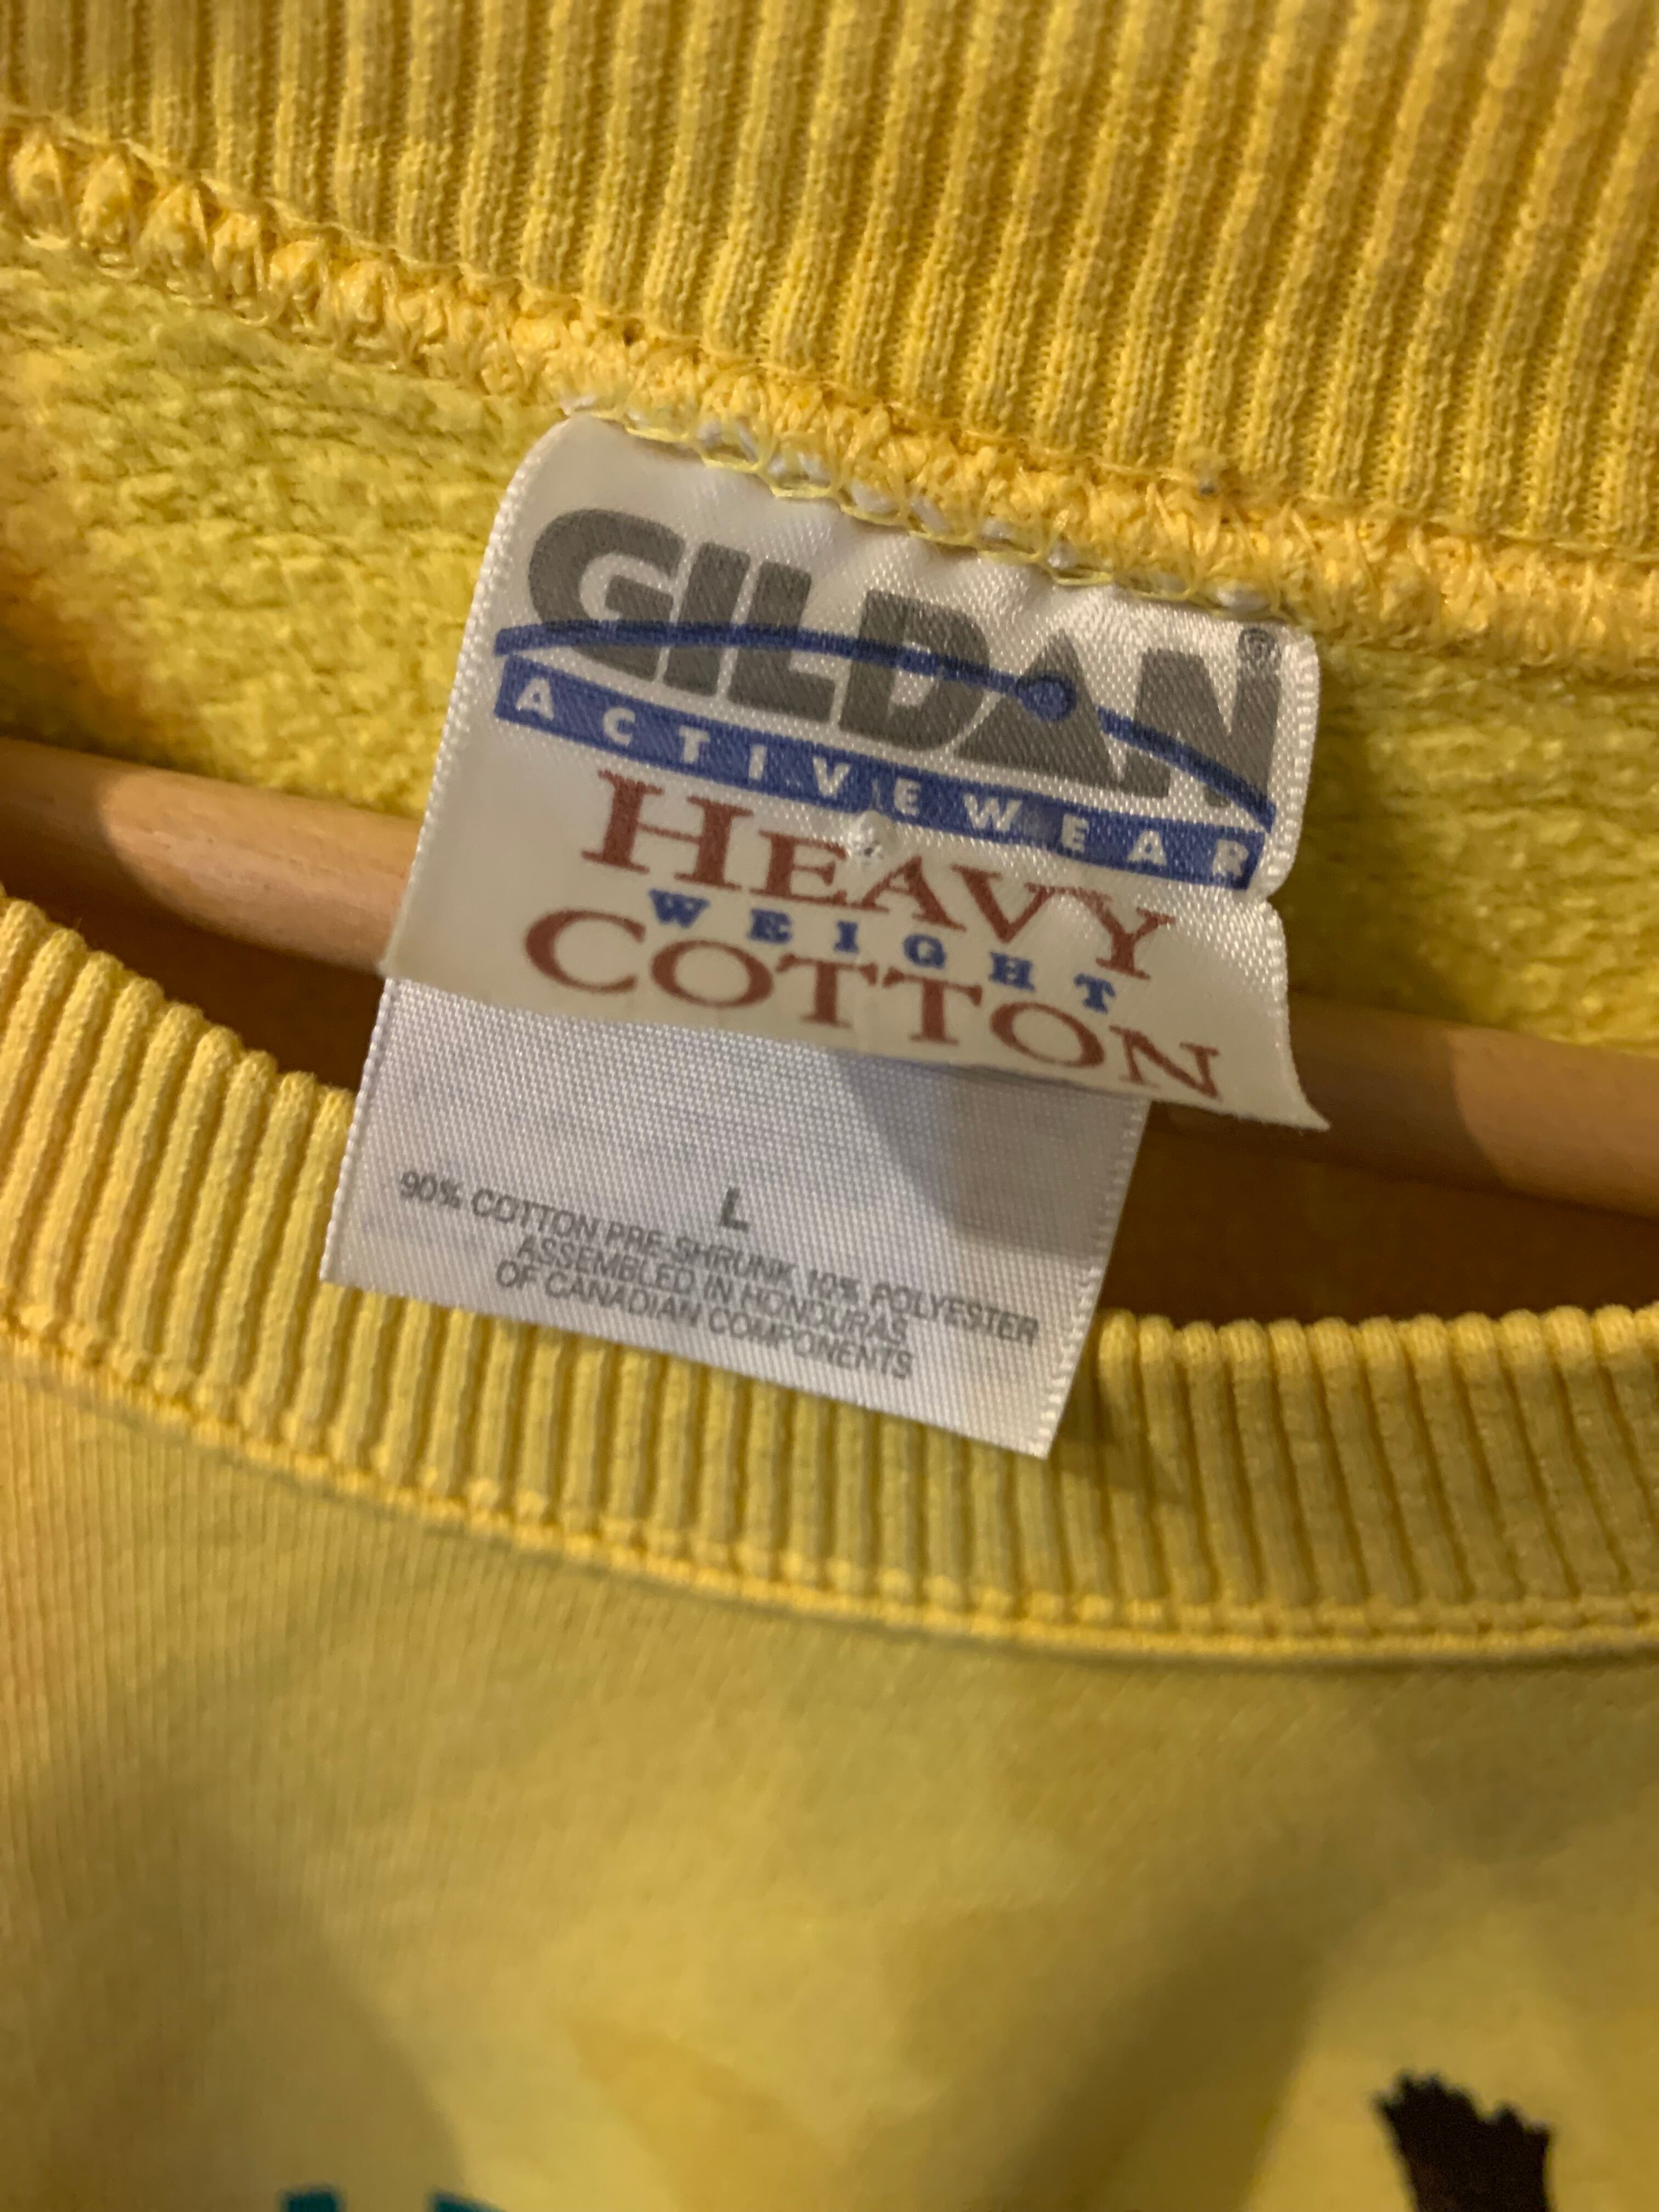 GILDAN®
ACTIVEWEAR
HEAVY
WEIGHT
COTTON
L
90% COTTON PRE-SHRUNK, 10% POLYESTER
ASSEMBLED IN HONDURAS
OF CANADIAN COMPONENTS